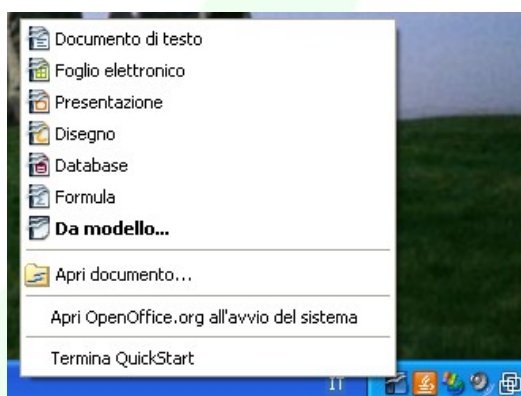 Documento di testo
Foglio elettronico
Presentazione
Disegno
Database
Formula
Da modello...
Apri documento...
Apri OpenOffice.org all'avvio del sistema
Termina QuickStart
IT